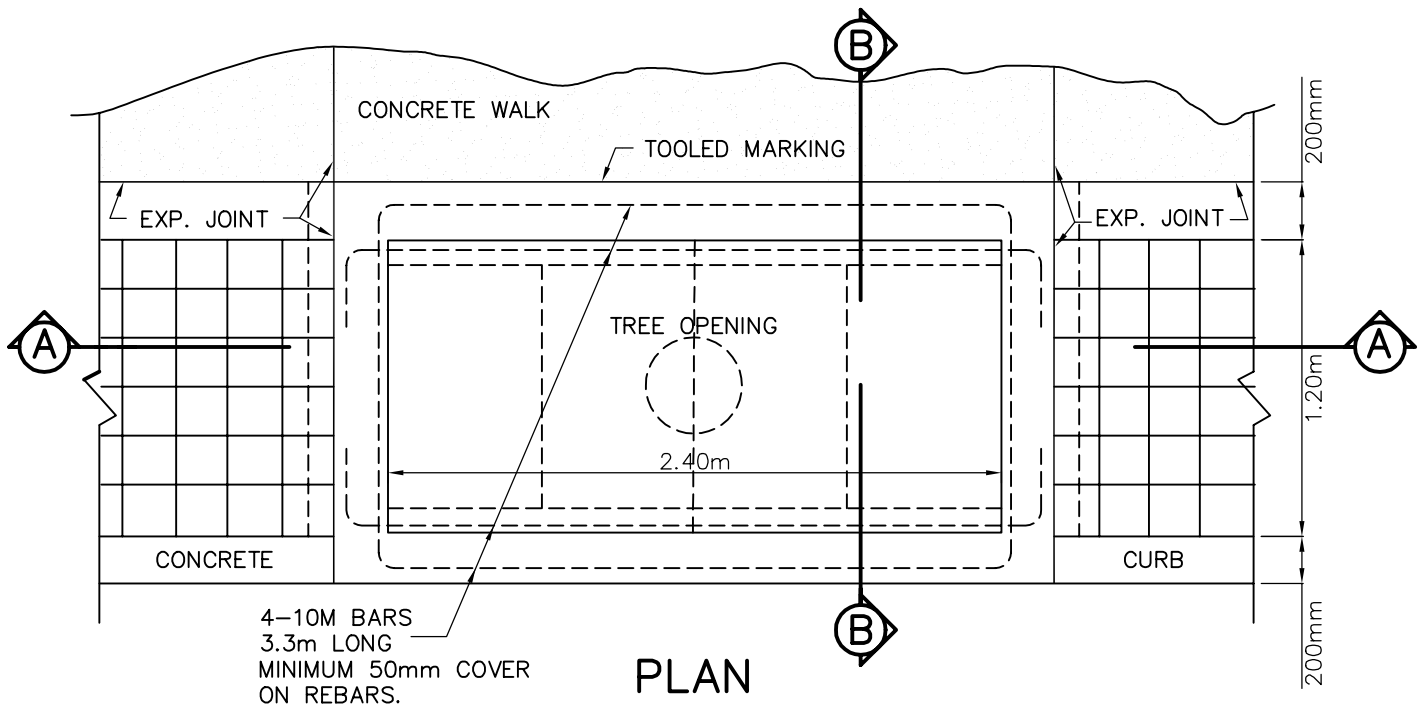 B
CONCRETE WALK
TOOLED MARKING
200mm
EXP. JOINT
EXP. JOINT
TREE OPENING
A
A
1.20m
2.40m
CONCRETE
CURB
4-10M BARS
3.3m LONG
MINIMUM 50mm COVER
ON REBARS.
B
200mm
PLAN